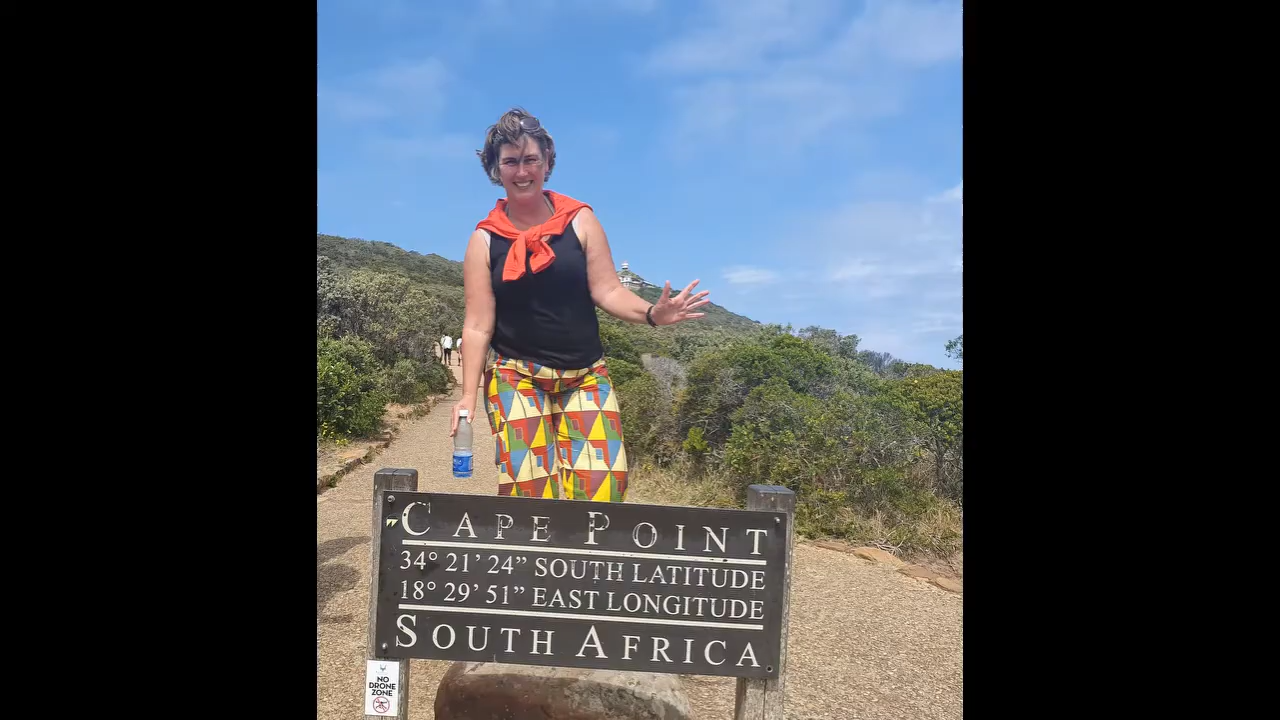 CAPE POINT
34° 21' 24" SOUTH LATITUDE
18° 29' 51" EAST LONGITUDE
SOUTH AFRICA
NO
DRONE
ZONE